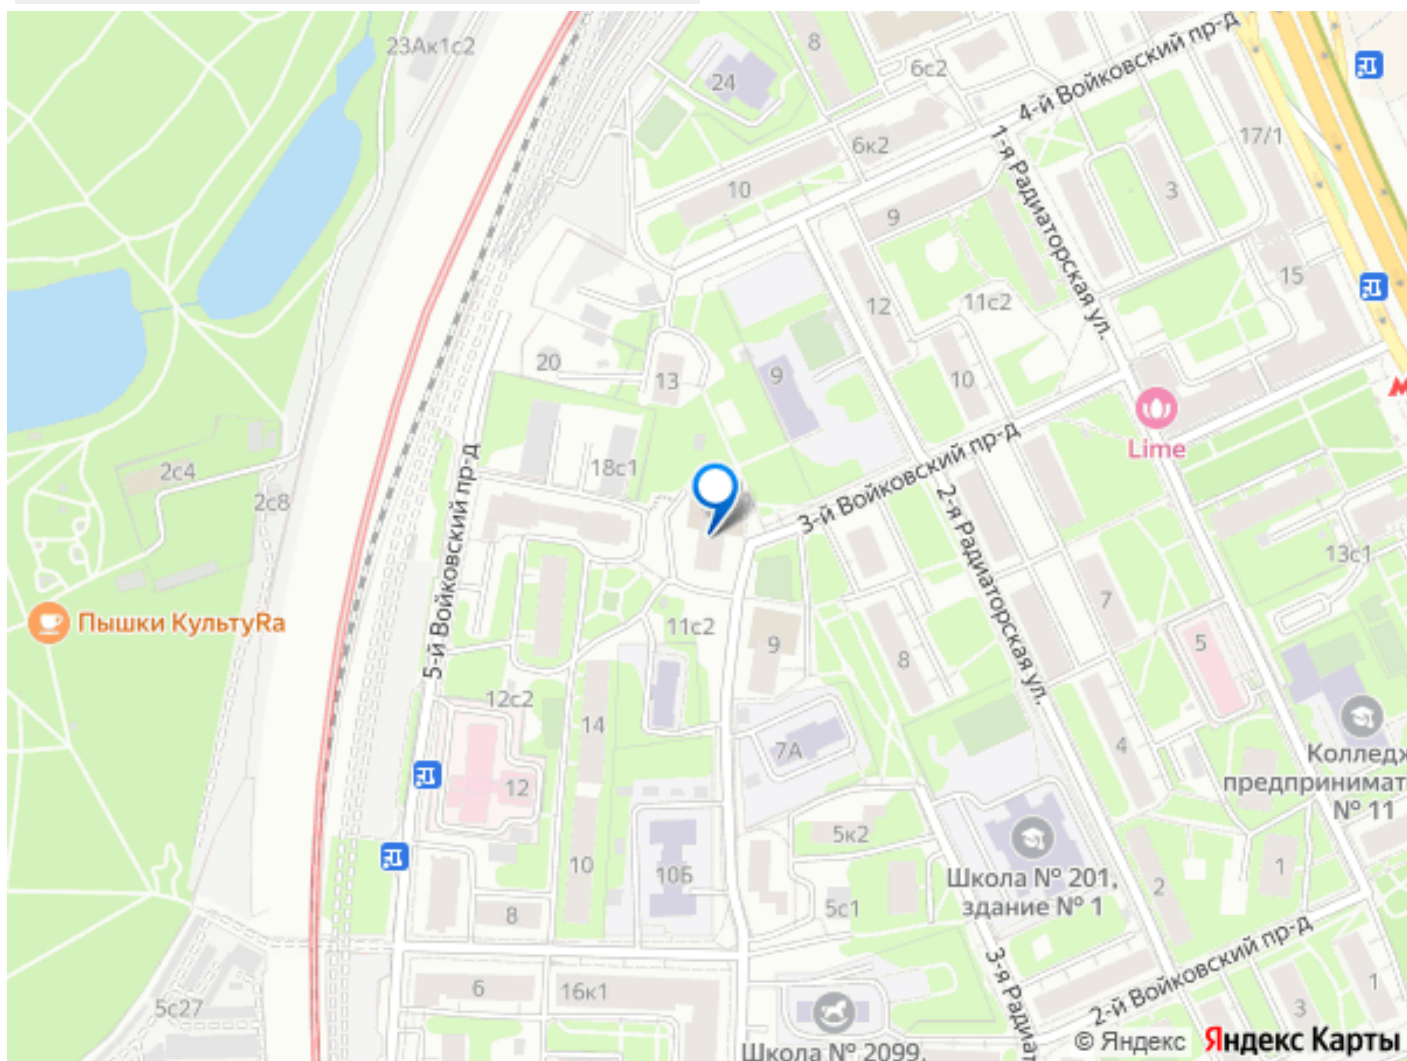 23Ак1с2
8
24
6с2
4-й Войковский пр-д
6к2
17/1
10
3
9
1-я Радиаторская ул.
15
12
11с2
20
13
9
10
Lime
18с1
2с4
2с8
3-й Войковский пр-д
5-й Войковский пр-д
2-я Радиаторская ул.
13с1
7
Пышки КультуRa
11с2
9
8
5
12с2
14
7А
4
Колледж
предпринимат
№ 11
12
5к2
10
10Б
Школа № 201,
здание № 1
2
1
8
5с1
3-я Радиат
2-й Войковский пр-д
6
16к1
1
3
5с27
Школа № 2099,
© Яндекс Яндекс Карты